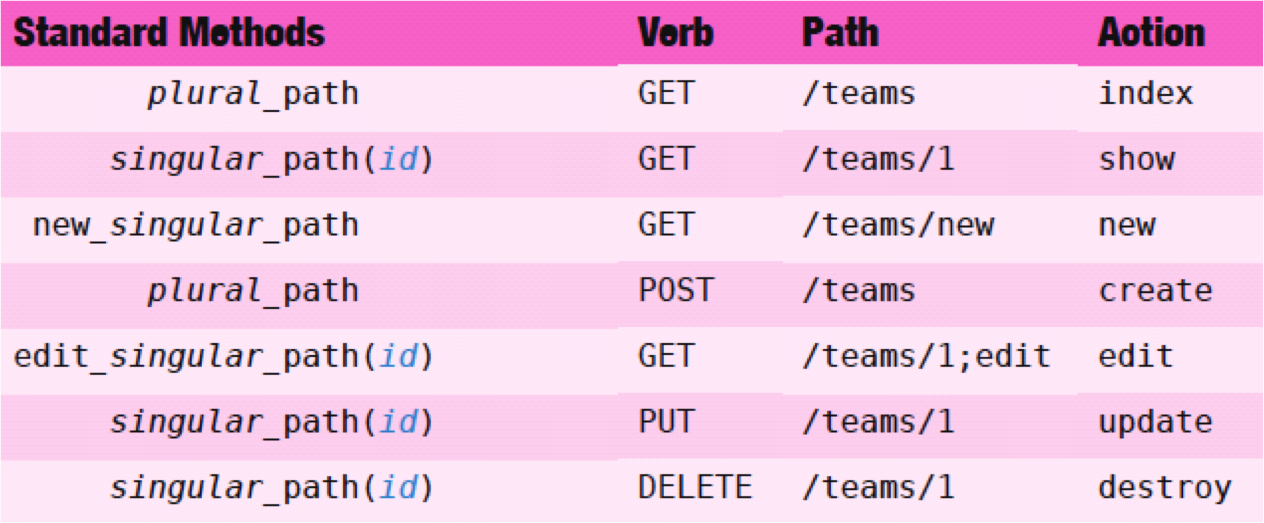 Standard Methods Verb Path Action
plural_path GET /teams index
singular_path(id) GET /teams/1 show
new_singular_path GET /teams/new new
plural_path POST /teams create
edit_singular_path(id) GET /teams/1;edit edit
singular_path(id) PUT /teams/1 update
singular_path(id) DELETE /teams/1 destroy